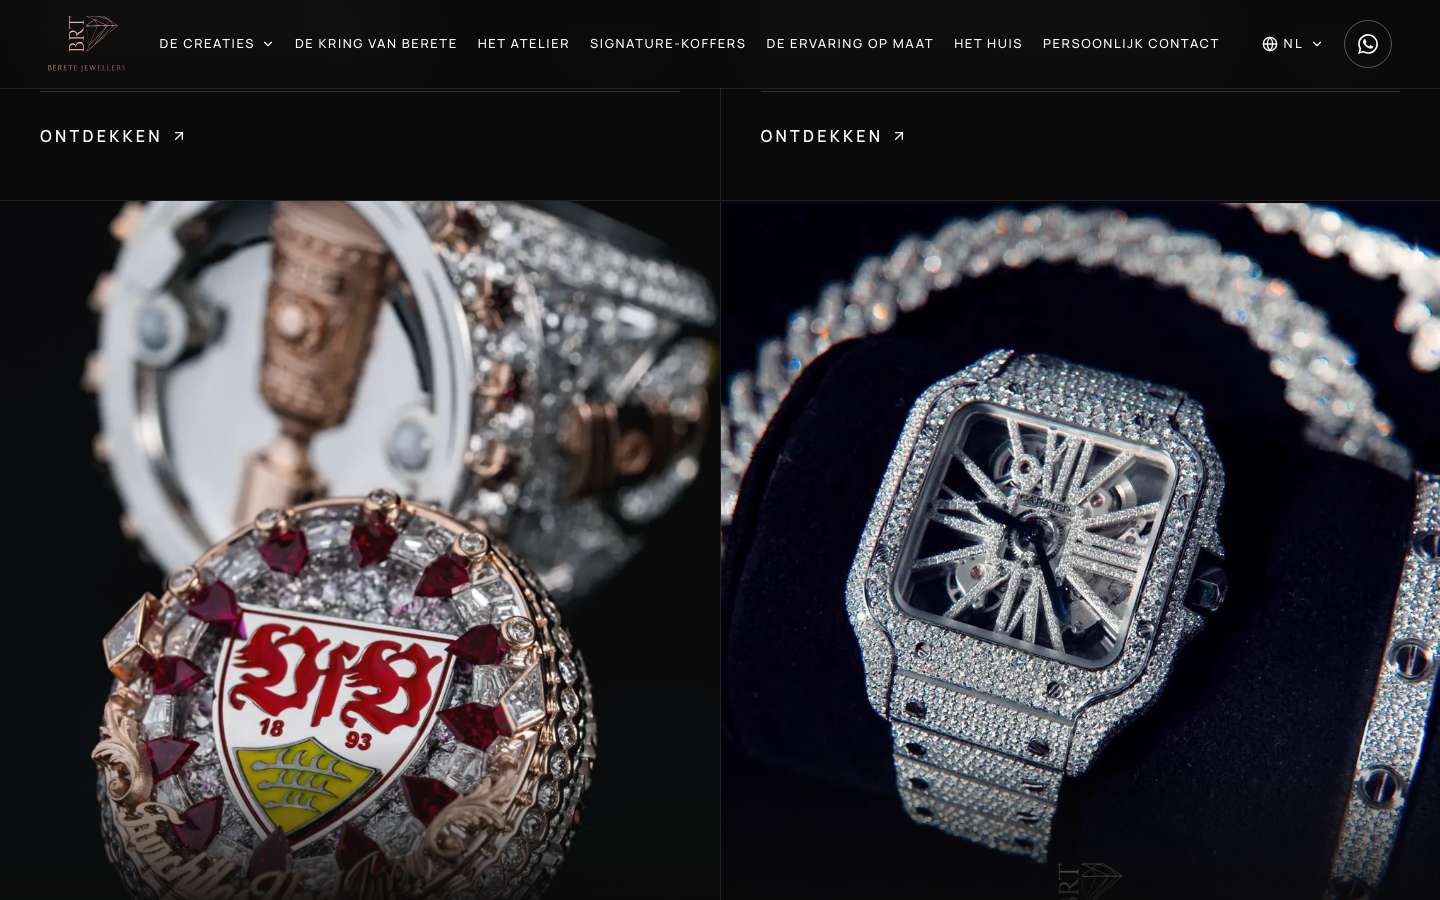 BRT
BERETE JEWELLERS
DE CREATIES
DE KRING VAN BERETE
HET ATELIER
SIGNATURE-KOFFERS
DE ERVARING OP MAAT
HET HUIS
PERSOONLIJK CONTACT
NL
ONTDEKKEN
ONTDEKKEN
VfB
18 93
BRT